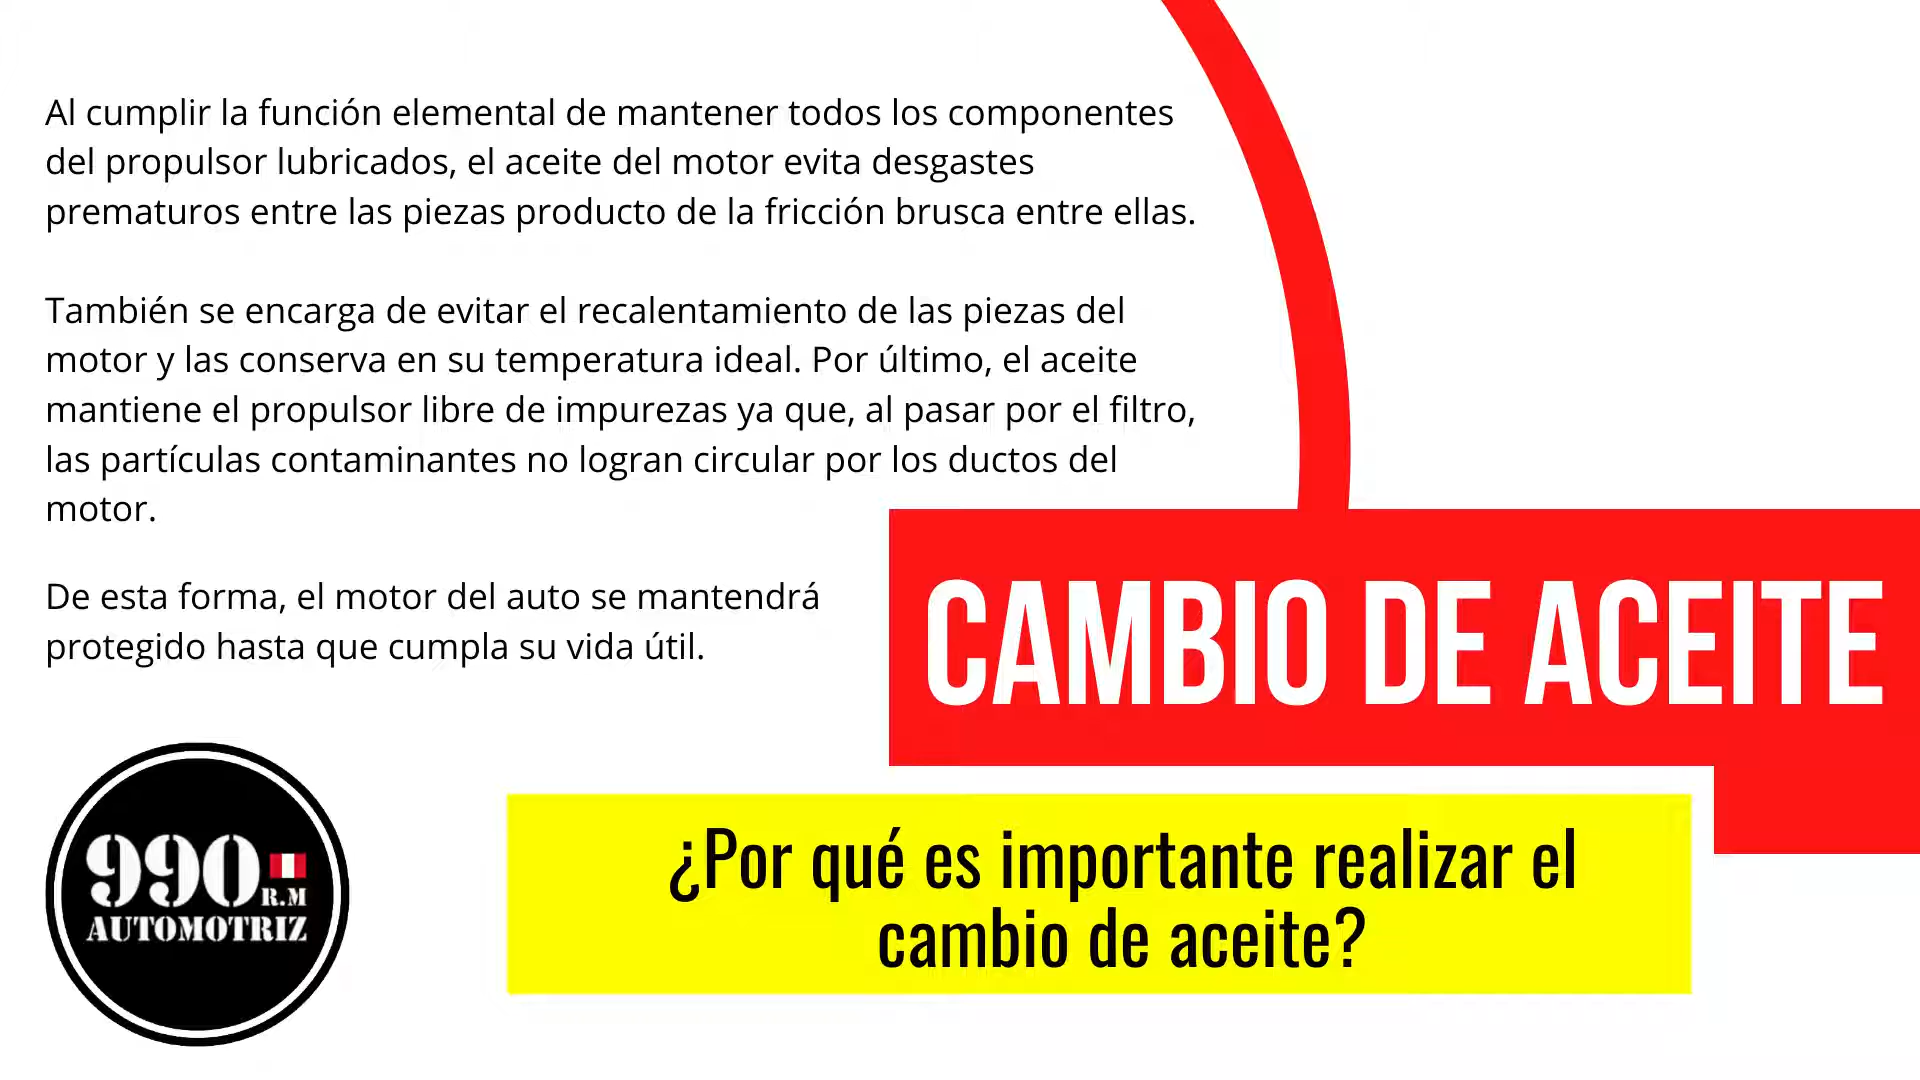 Al cumplir la función elemental de mantener todos los componentes
del propulsor lubricados, el aceite del motor evita desgastes
prematuros entre las piezas producto de la fricción brusca entre ellas.
También se encarga de evitar el recalentamiento de las piezas del
motor y las conserva en su temperatura ideal. Por último, el aceite
mantiene el propulsor libre de impurezas ya que, al pasar por el filtro,
las partículas contaminantes no logran circular por los ductos del
motor.
De esta forma, el motor del auto se mantendrá
protegido hasta que cumpla su vida útil.
CAMBIO DE ACEITE
¿Por qué es importante realizar el
cambio de aceite?
990 R.M
AUTOMOTRIZ